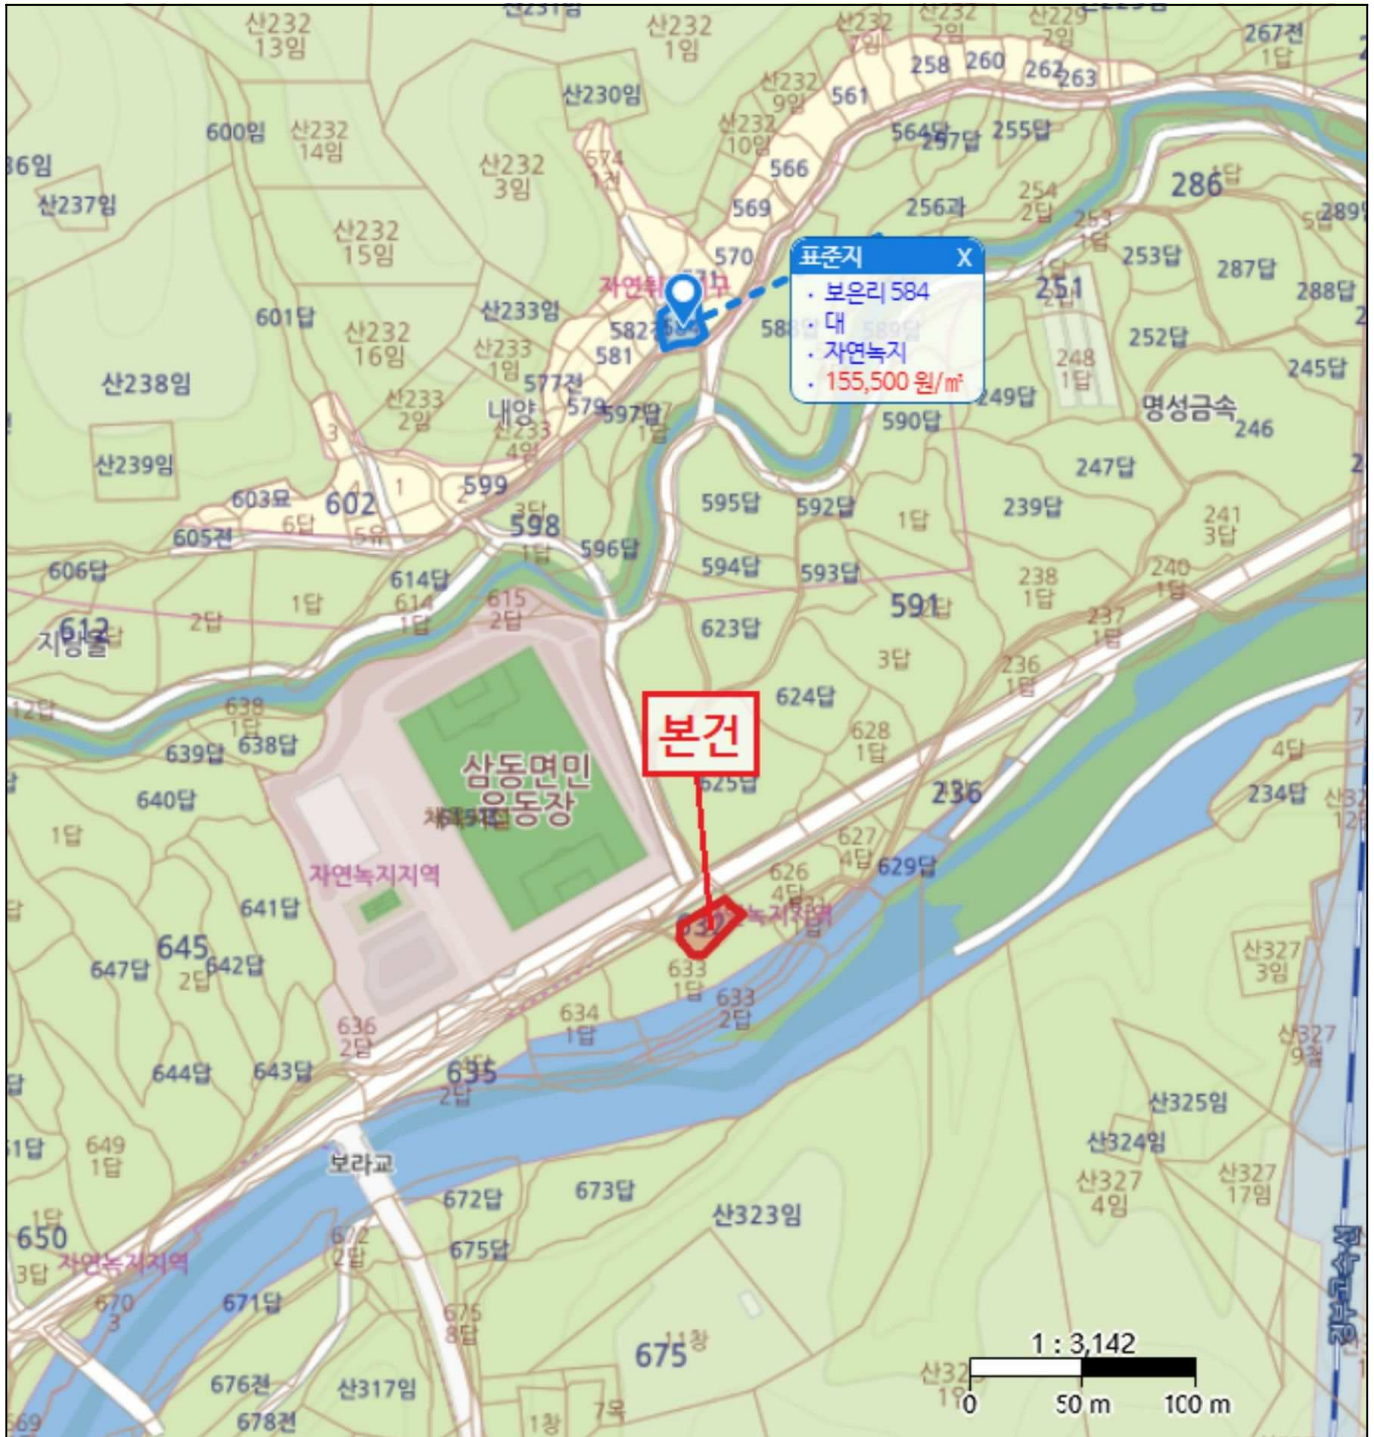 산232
13임
산231임
산232
1임
산232
7임
산232
2임
산229
2임
267전
1답
258
260
262
263
산230임
산232
9임
561
600임
산232
14임
산232
10임
564답
257답
255답
산232
3임
574
1전
566
산237임
286
1답
254
2답
569
256과
253
1답
산232
15임
570
253답
287답
표준지 X
· 보은리 584
· 대
· 자연녹지
· 155,500 원/㎡
251
288답
601답
산233임
산232
16임
산233
1임
581
252답
248
1답
245답
산238임
577전
내양
579
597답
산233
2임
산233
4임
249답
590답
명성금속
246
3
산239임
247답
603묘
602
1
2
599
595답
592답
239답
6답
605전
598
3답
1답
596답
1답
241
3답
606답
614답
614
1답
594답
593답
238
1답
240
1답
615
2답
2답
1답
591
237
1답
612
623답
3답
236
1답
624답
638
1답
639답
638답
628
1답
본건
삼동면민
운동장
625답
4답
640답
1답
236
234답
627
4답
629답
자연녹지지역
626
4답
641답
645
2답
647답
642답
633
1답
633
2답
산327
3임
634
1답
636
2답
산327
644답
643답
635
2답
산325임
산324임
649
1답
보라교
산327
4임
산327
17임
672답
673답
산323임
1답
650
3답
자연녹지지역
672
2답
675답
670
3
671답
675
8답
675
11창
1 : 3,142
676전
산317임
0 50 m 100 m
678전
1창
7목